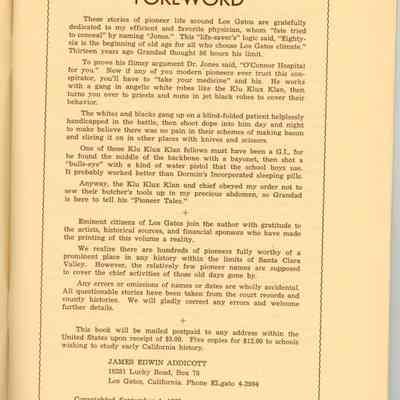 FOREWORD
These stories of pioneer life around Los Gatos are gratefully
dedicated to my efficient and favorite physician, whom "fate tried
to conceal" by naming "Jones." This "life-saver's" logic said, "Eighty-
six is the beginning of old age for all who choose Los Gatos climate."
Thirteen years ago Grandad thought 86 hours his limit.
To prove his flimsy argument Dr. Jones said, "O'Connor Hospital
for you." Now if any of you modern pioneers ever trust this con-
spirator, you'll have to "take your medicine" and his. He works
with a gang in angelic white robes like the Klu Klux Klan, then
turns you over to priests and nuns in jet black robes to cover their
behavior.
The whites and blacks gang up on a blind-folded patient helplessly
handicapped in the battle, then shoot dope into him day and night
to make believe there was no pain in their schemes of making bacon
and slicing it on in other places with knives and scissors.
One of those Klu Klux Klan fellows must have been a G.I., for
he found the middle of the backbone with a bayonet, then shot a
"bulls-eye" with a kind of water pistol that the school boys use.
It probably worked better than Dormin's Incorporated sleeping pills.
Anyway, the Klu Klux Klan and chief obeyed my order not to
sew their butcher's tools up in my precious abdomen, so Grandad
is here to tell his "Pioneer Tales."
+
Eminent citizens of Los Gatos join the author with gratitude to
the artists, historical sources, and financial sponsors who have made
the printing of this volume a reality.
We realize there are hundreds of pioneers fully worthy of a
prominent place in any history within the limits of Santa Clara
Valley. However, the relatively few pioneer names are supposed
to cover the chief activities of those old days gone by.
Any errors or omissions of names or dates are wholly accidental.
All questionable stories have been taken from the court records and
county histories. We will gladly correct any errors and welcome
further details.
+
This book will be mailed postpaid to any address within the
United States upon receipt of $3.00. Five copies for $12.00 to schools
wishing to study early California history.
JAMES EDWIN ADDICOTT
Lucky Road, Box 78
Los Gatos, California. Phone ELgato 4-2094
Copyrighted September